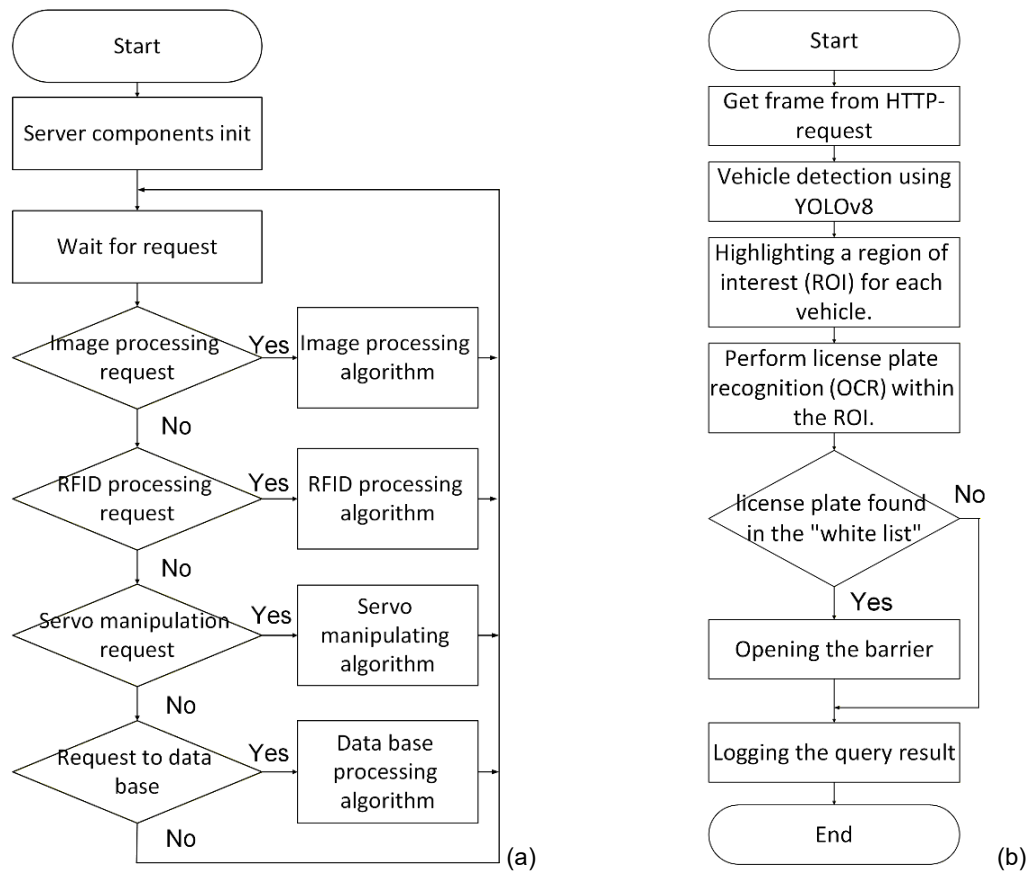 Start
Server components init
Wait for request
Image processing
request
Yes
Image processing
algorithm
No
RFID processing
request
Yes
RFID processing
algorithm
No
Servo manipulation
request
Yes
Servo
manipulating
algorithm
No
Request to data
base
Yes
Data base
processing
algorithm
No
(a)
Start
Get frame from HTTP-
request
Vehicle detection using
YOLOv8
Highlighting a region of
interest (ROI) for each
vehicle.
Perform license plate
recognition (OCR) within
the ROI.
license plate found
in the "white list"
No
Yes
Opening the barrier
Logging the query result
End
(b)